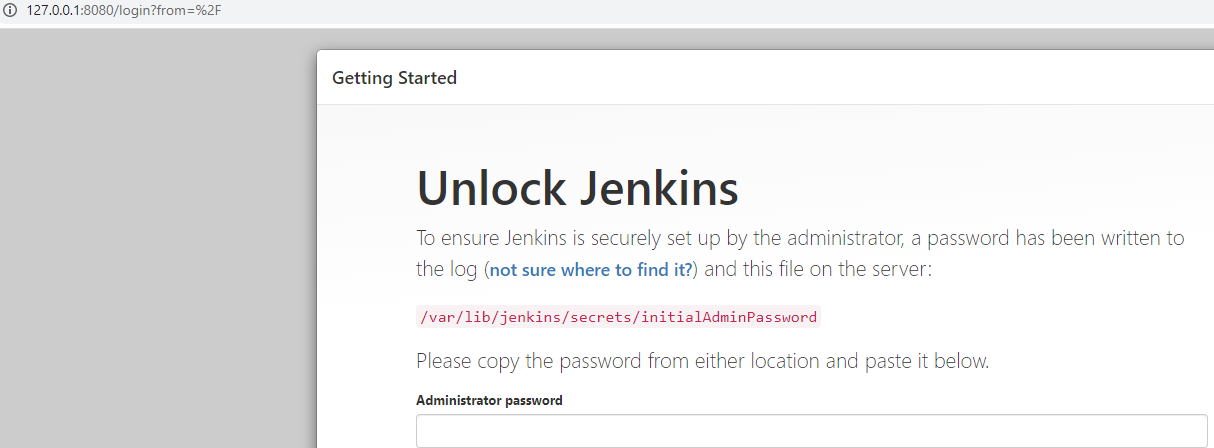 127.0.0.1:8080/login?from=%2F
Getting Started
Unlock Jenkins
To ensure Jenkins is securely set up by the administrator, a password has been written to
the log (not sure where to find it?) and this file on the server:
/var/lib/jenkins/secrets/initialAdminPassword
Please copy the password from either location and paste it below.
Administrator password